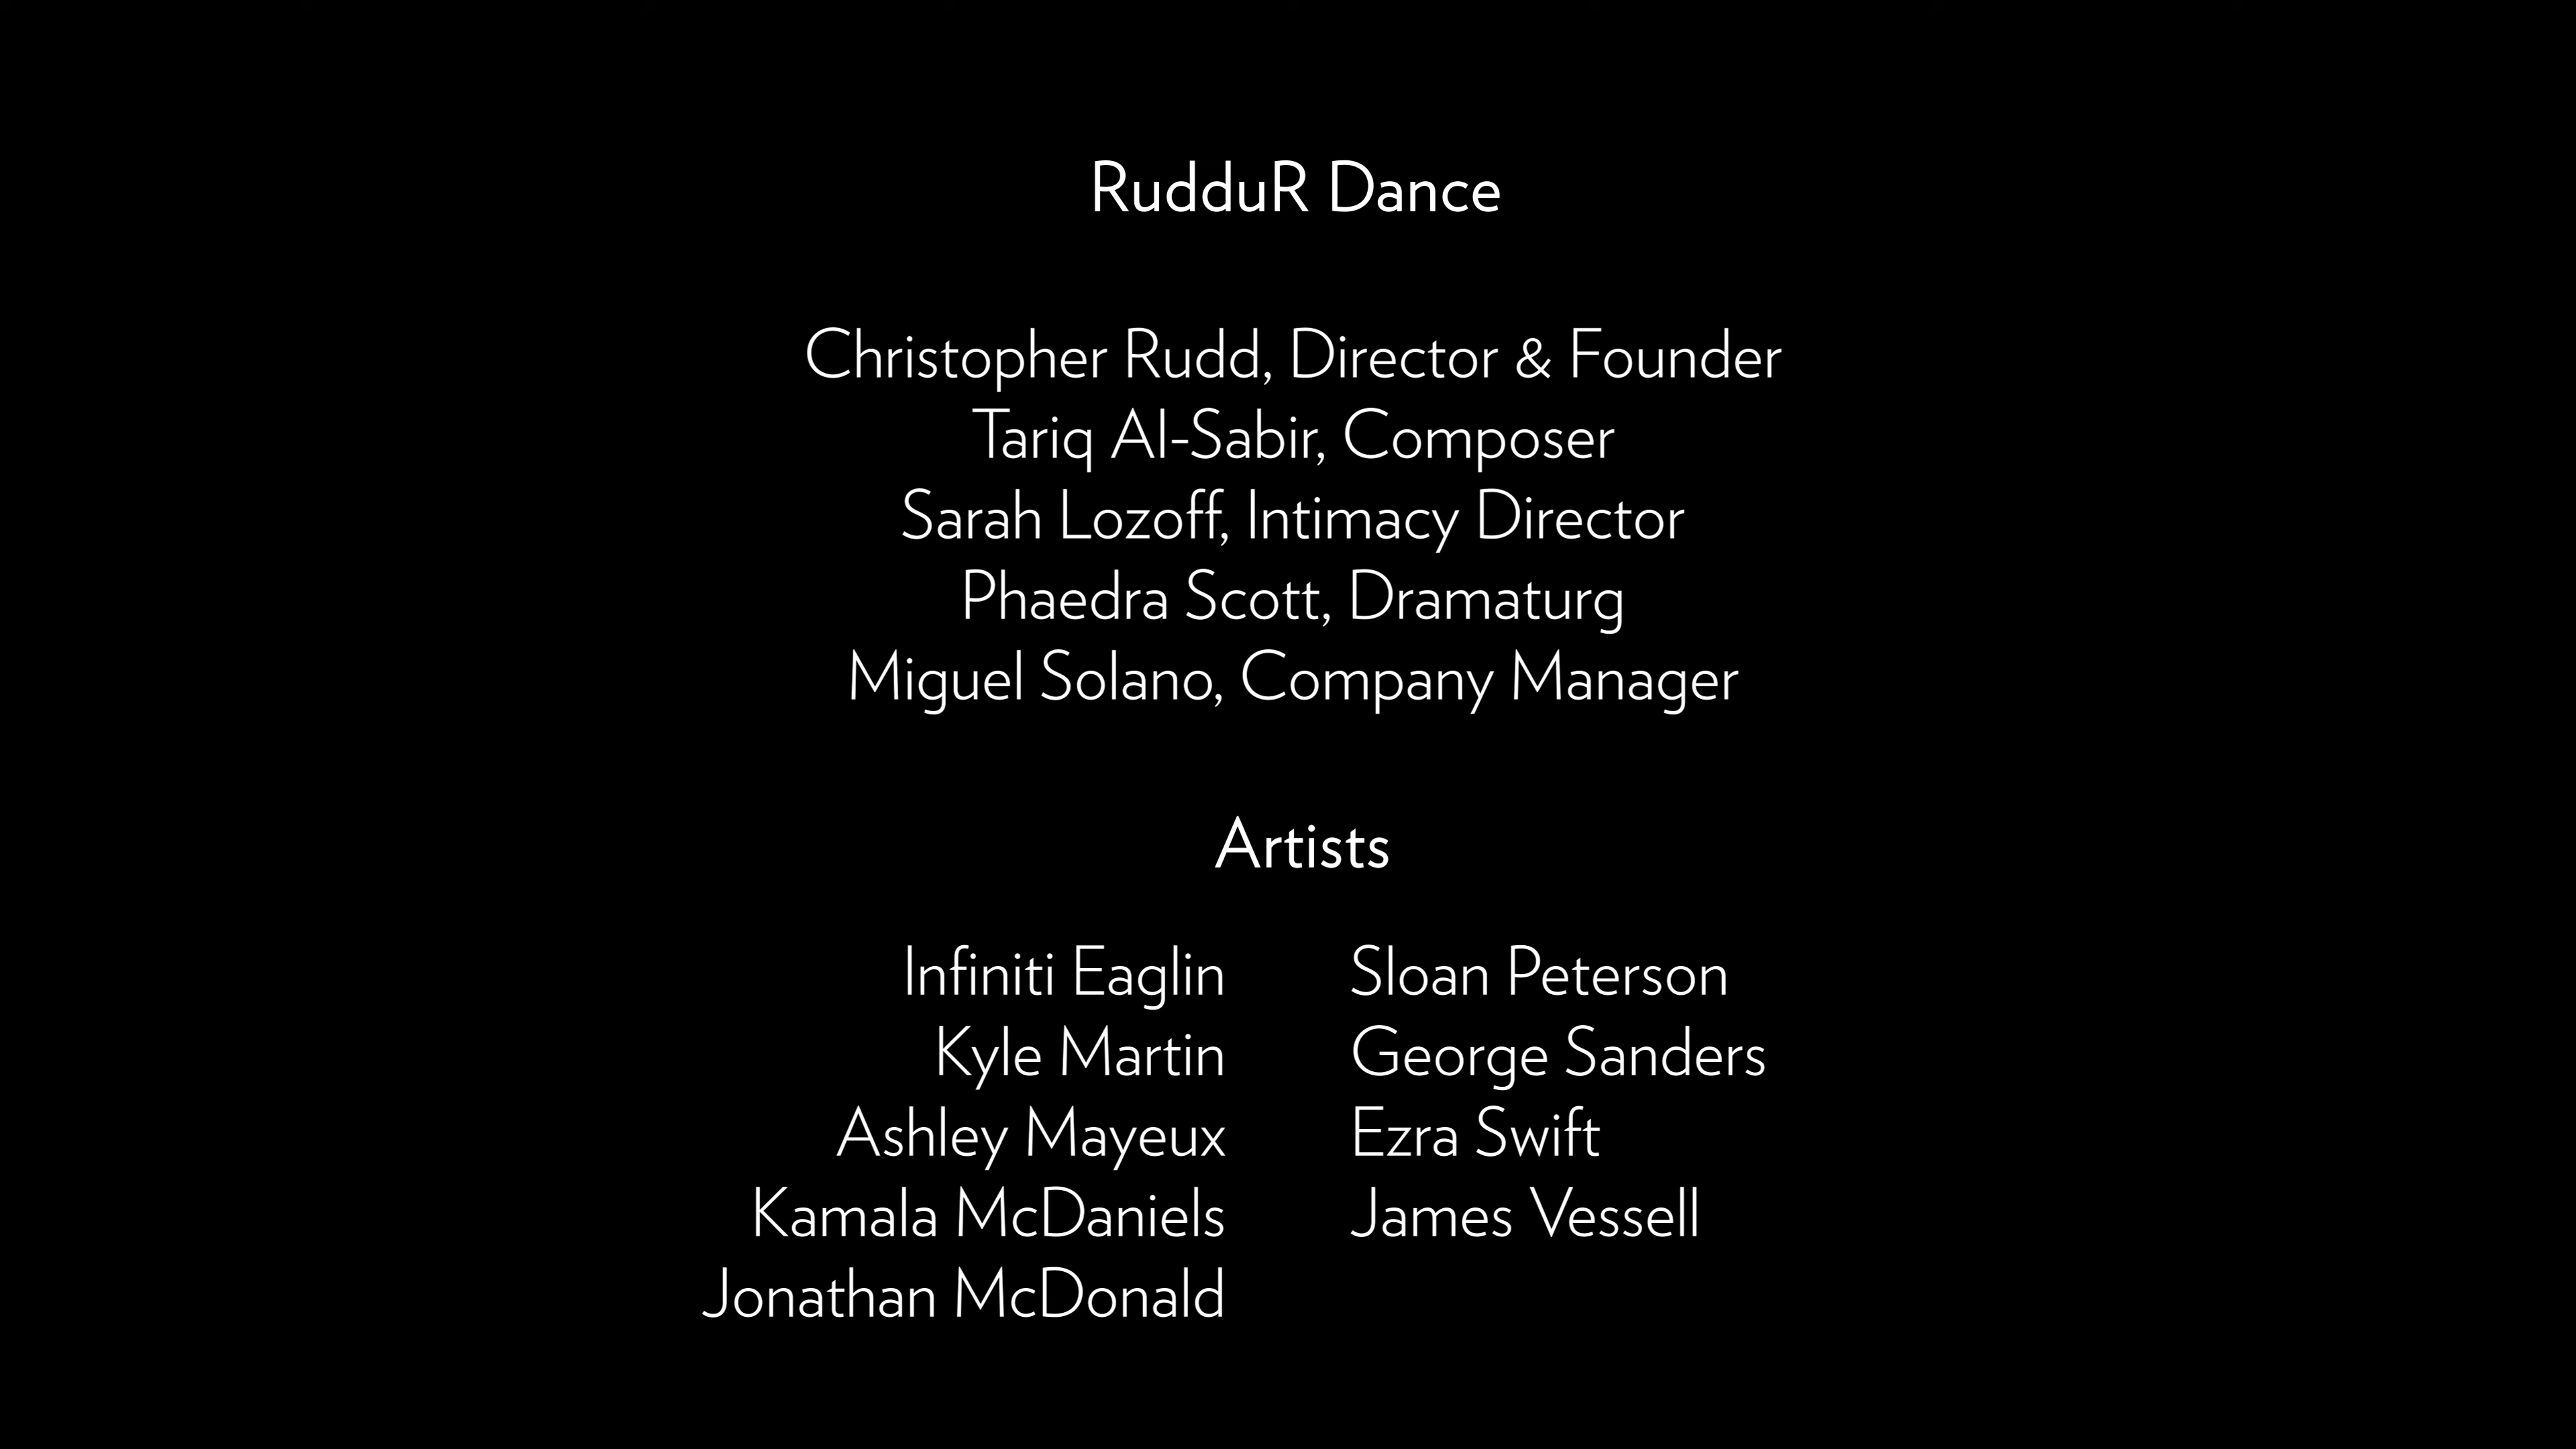 RudduR Dance
Christopher Rudd, Director & Founder
Tariq Al-Sabir, Composer
Sarah Lozoff, Intimacy Director
Phaedra Scott, Dramaturg
Miguel Solano, Company Manager
Artists
Infiniti Eaglin
Kyle Martin
Ashley Mayeux
Kamala McDaniels
Jonathan McDonald
Sloan Peterson
George Sanders
Ezra Swift
James Vessell